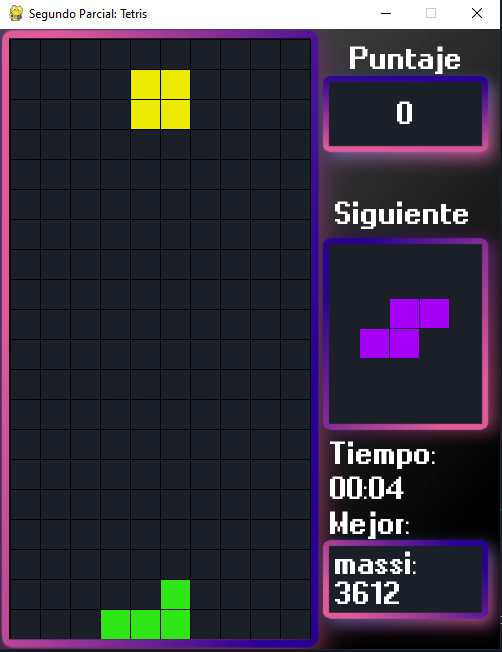 Segundo Parcial: Tetris
Puntaje
0
Siguiente
Tiempo:
00:04
Mejor:
massi:
3612